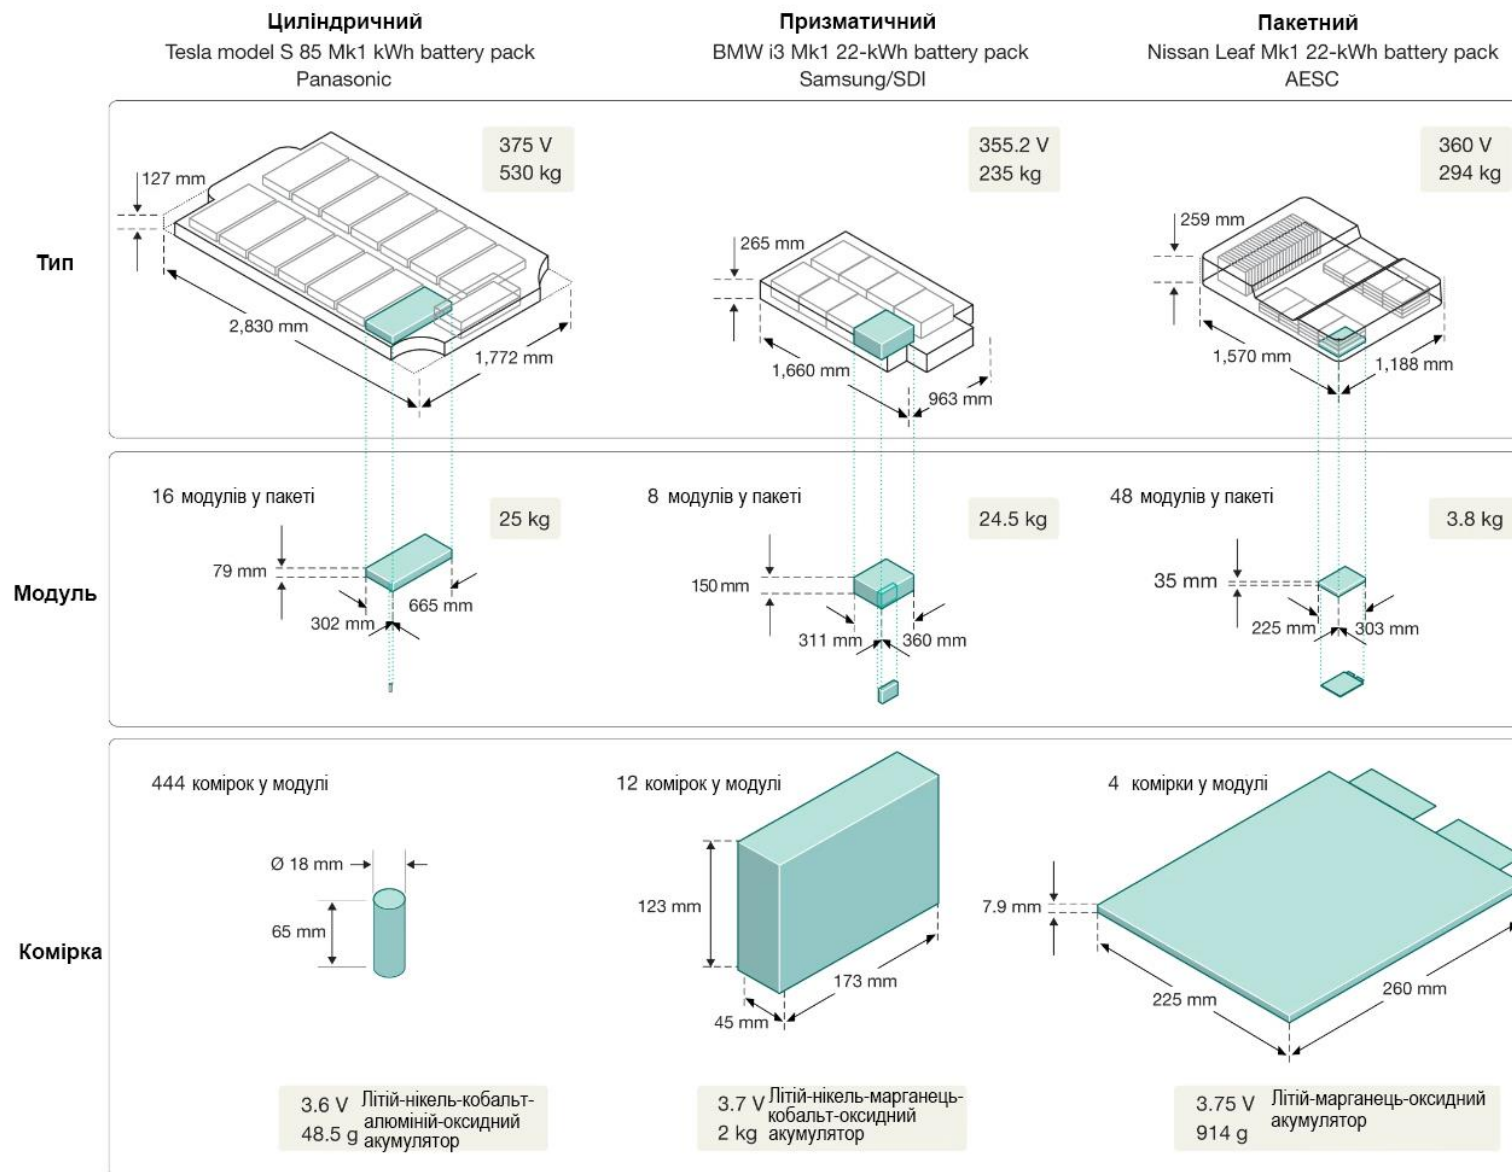 Циліндричний
Tesla model S 85 Mk1 kWh battery pack
Panasonic
Призматичний
BMW i3 Mk1 22-kWh battery pack
Samsung/SDI
Пакетний
Nissan Leaf Mk1 22-kWh battery pack
AESC
Тип
375 V
530 kg
127 mm
2,830 mm
1,772 mm
355.2 V
235 kg
265 mm
1,660 mm
963 mm
360 V
294 kg
259 mm
1,570 mm
1,188 mm
Модуль
16 модулів у пакеті
25 kg
79 mm
302 mm
665 mm
8 модулів у пакеті
24.5 kg
150 mm
311 mm
360 mm
48 модулів у пакеті
3.8 kg
35 mm
225 mm
303 mm
Комірка
444 комірок у модулі
Ø 18 mm
65 mm
3.6 V Літій-нікель-кобальт-
алюміній-оксидний
48.5 g акумулятор
12 комірок у модулі
123 mm
173 mm
45 mm
3.7 V Літій-нікель-марганець-
кобальт-оксидний
2 kg акумулятор
4 комірки у модулі
7.9 mm
225 mm
260 mm
3.75 V Літій-марганець-оксидний
914 g акумулятор